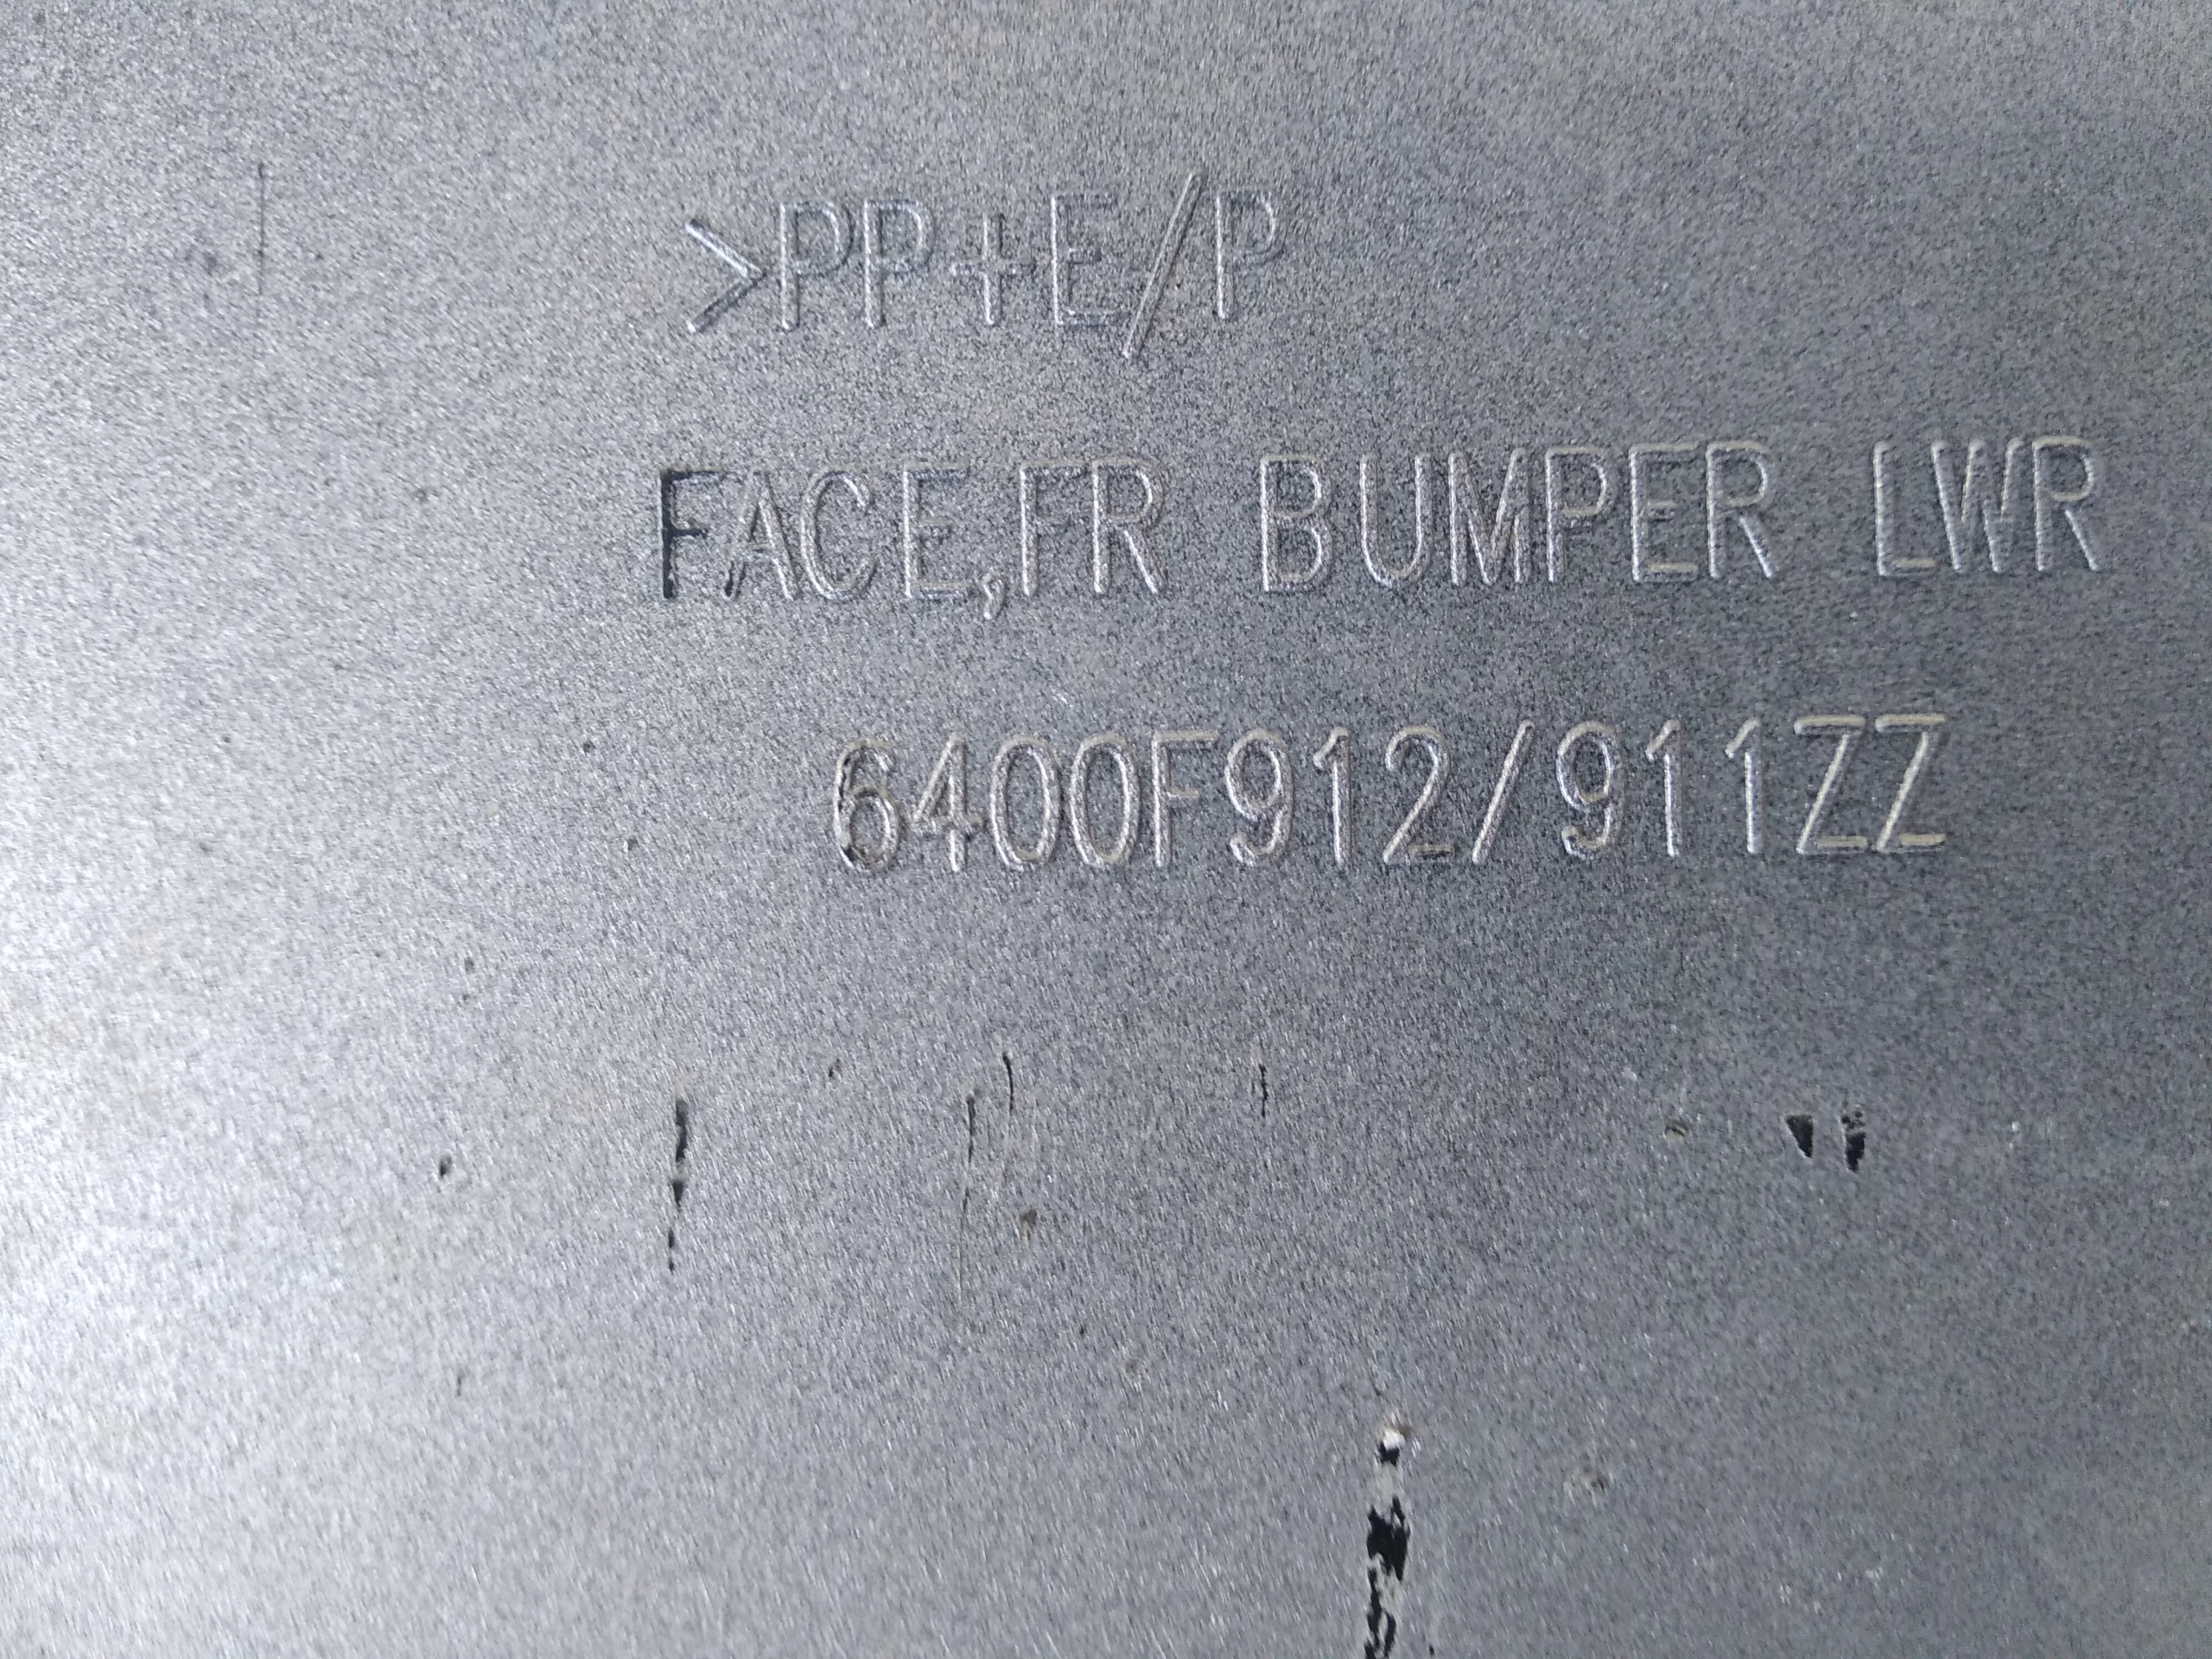 >PP+E/P
FACE,FR BUMPER LWR
6400F912/911ZZ